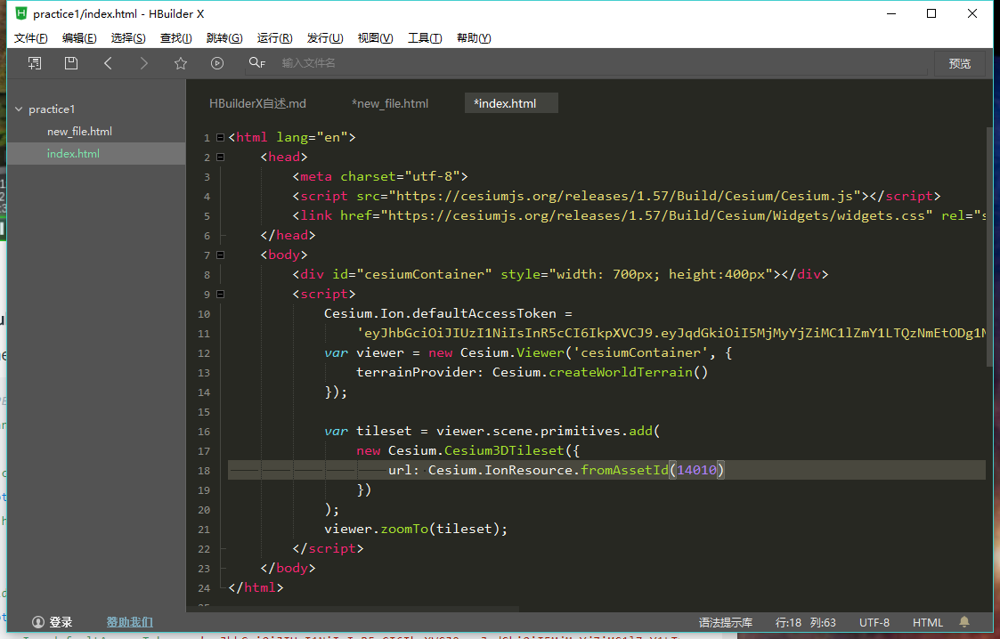 practice1/index.html - HBuilder X
文件(F) 编辑(E) 选择(S) 查找(I) 跳转(G) 运行(R) 发行(U) 视图(V) 工具(T) 帮助(Y)
输入文件名 预览
practice1
new_file.html
index.html
HBuilderX自述.md *new_file.html *index.html
1 <html lang="en">
2 <head>
3 <meta charset="utf-8">
4 <script src="https://cesiumjs.org/releases/1.57/Build/Cesium/Cesium.js"></script>
5 <link href="https://cesiumjs.org/releases/1.57/Build/Cesium/Widgets/widgets.css" rel="s
6 </head>
7 <body>
8 <div id="cesiumContainer" style="width: 700px; height:400px"></div>
9 <script>
10 Cesium.Ion.defaultAccessToken =
11 'eyJhbGciOiJIUzI1NiIsInR5cCI6IkpXVCJ9.eyJqdGkiOiI5MjMyYjZiMC1lZmY1LTQzNmEtODg1N
12 var viewer = new Cesium.Viewer('cesiumContainer', {
13 terrainProvider: Cesium.createWorldTerrain()
14 });
15
16 var tileset = viewer.scene.primitives.add(
17 new Cesium.Cesium3DTileset({
18 url: Cesium.IonResource.fromAssetId(14010)
19 })
20 );
21 viewer.zoomTo(tileset);
22 </script>
23 </body>
24 </html>
登录 赞助我们 语法提示库 行:18 列:63 UTF-8 HTML